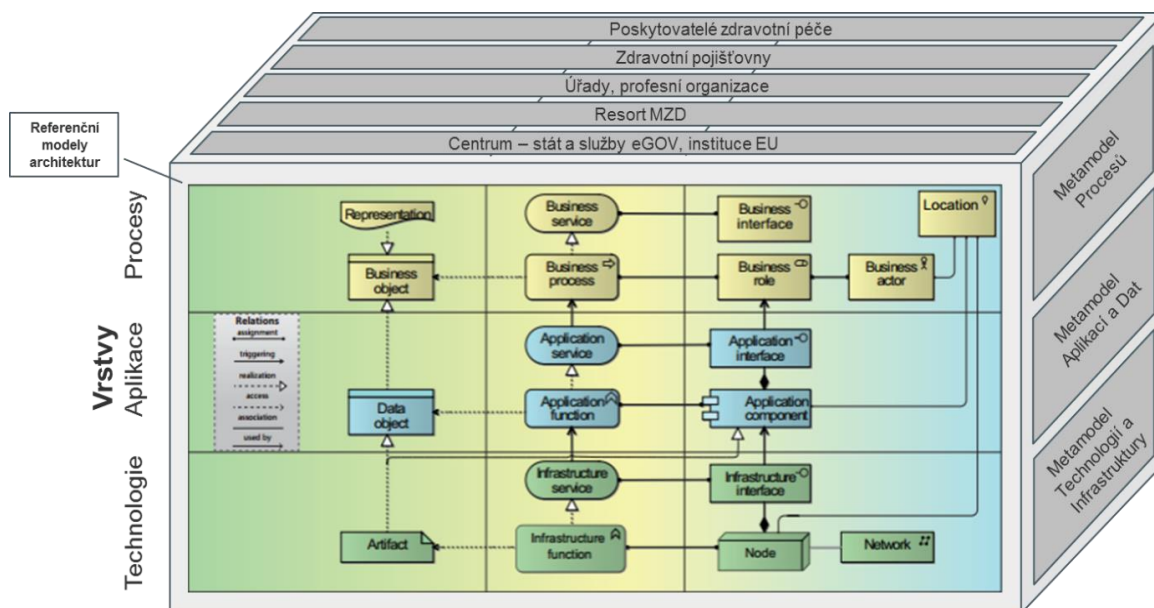 Poskytovatelé zdravotní péče
Zdravotní pojišťovny
Úřady, profesní organizace
Resort MZD
Centrum – stát a služby eGOV, instituce EU
Referenční
modely
architektur
Metamodel
Procesů
Metamodel
Aplikací a Dat
Metamodel
Technologií a
Infrastruktury
Vrstvy
Procesy
Aplikace
Technologie
Representation
Business
service
Business
interface
Location
Business
object
Business
process
Business
role
Business
actor
Relations
assignment
triggering
realization
access
association
used by
Application
service
Application
interface
Data
object
Application
function
Application
component
Infrastructure
service
Infrastructure
interface
Artifact
Infrastructure
function
Node
Network